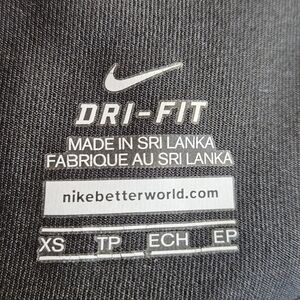 DRI-FIT
MADE IN SRI LANKA
FABRIQUE AU SRI LANKA
nikebetterworld.com
XS TP ECH EP